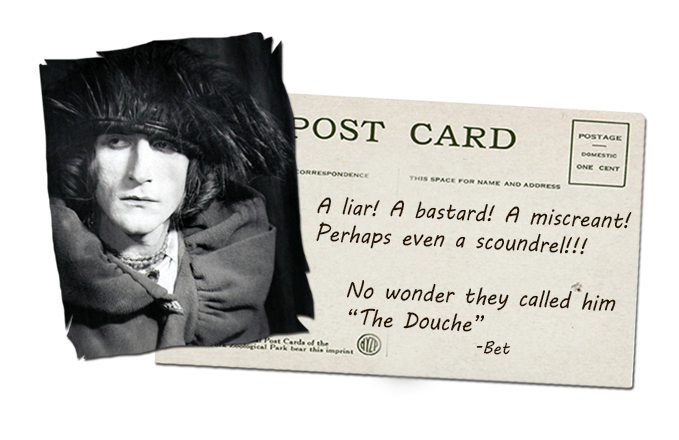 POST CARD
POSTAGE
DOMESTIC
ONE CENT
CORRESPONDENCE
THIS SPACE FOR NAME AND ADDRESS
A liar! A bastard! A miscreant!
Perhaps even a scoundrel!!!
No wonder they called him
“The Douche”
-Bet
Post Cards of the
Zoological Park bear this imprint